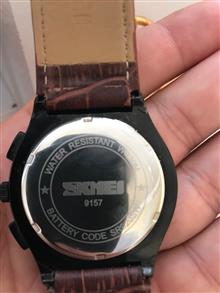 WATER RESISTANT
SKMEI
9157
BATTERY CODE